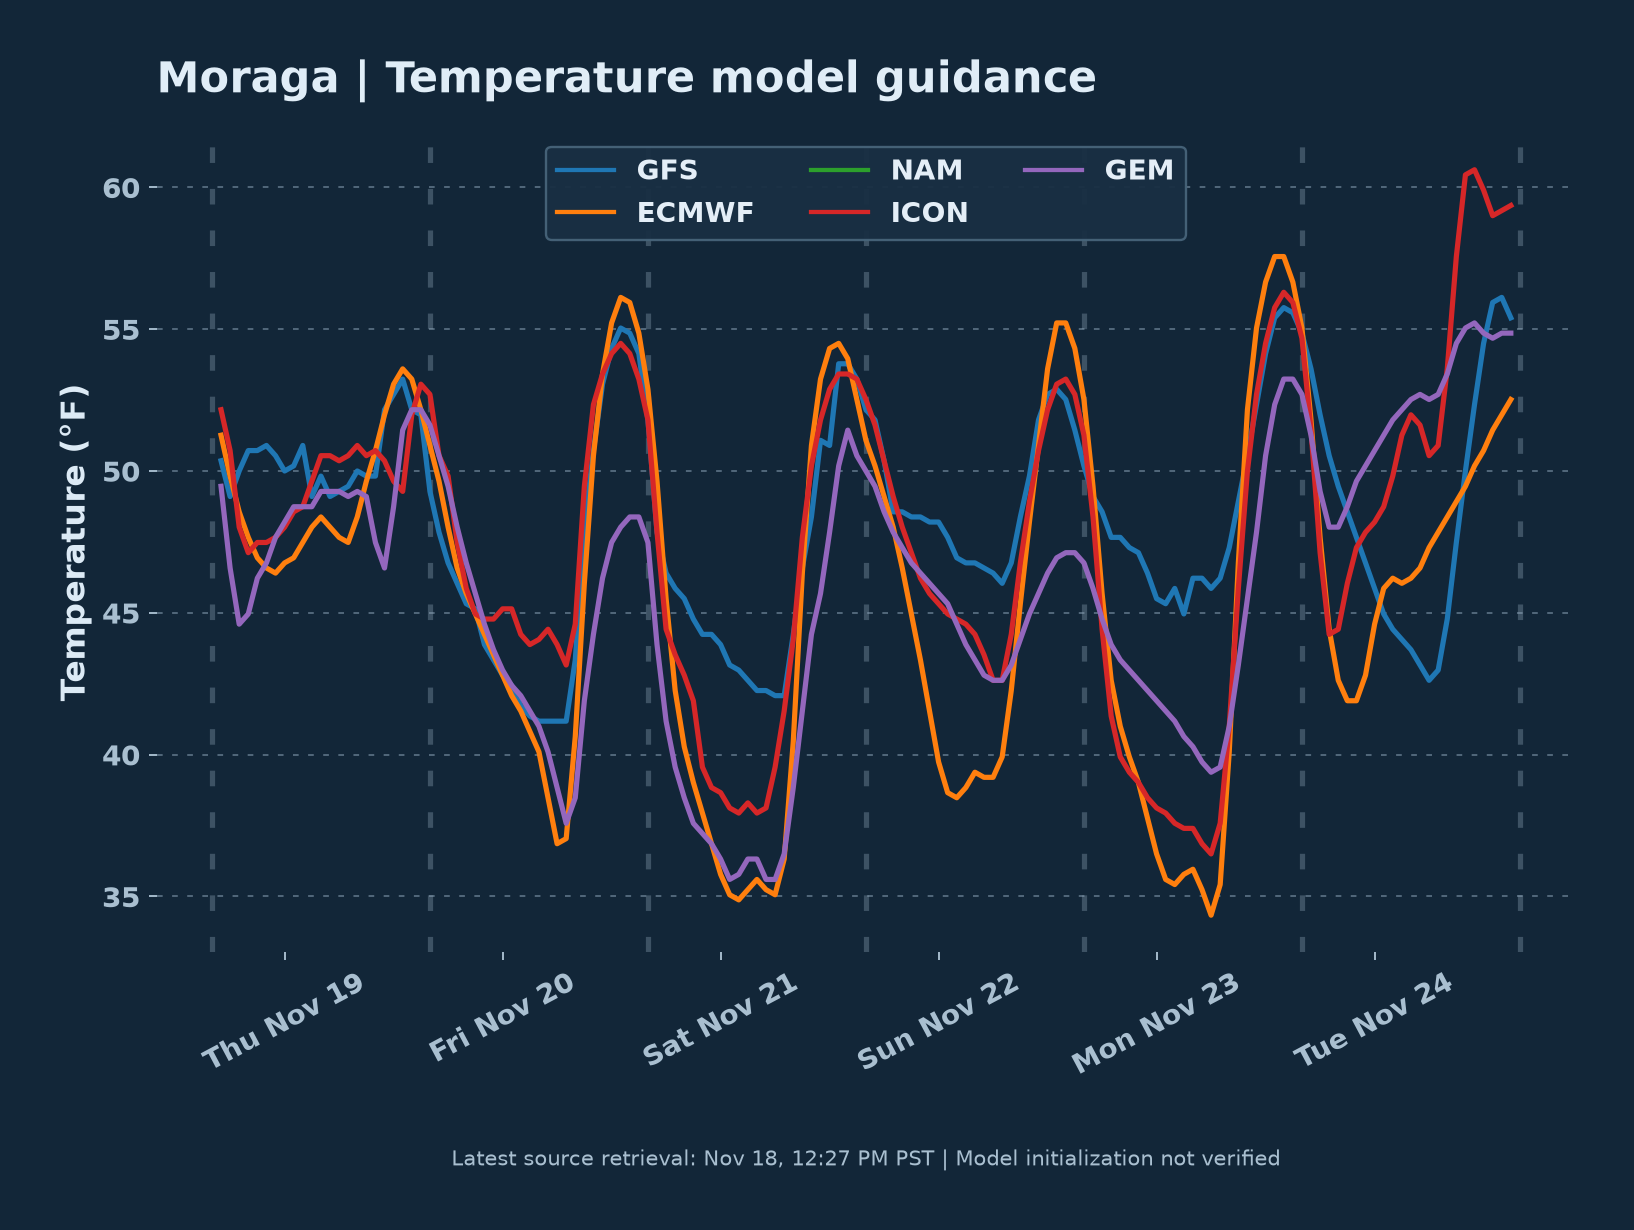 Moraga | Temperature model guidance
GFS NAM GEM
ECMWF ICON
60
55
50
45
40
35
Temperature (°F)
Thu Nov 19
Fri Nov 20
Sat Nov 21
Sun Nov 22
Mon Nov 23
Tue Nov 24
Latest source retrieval: Nov 18, 12:27 PM PST | Model initialization not verified